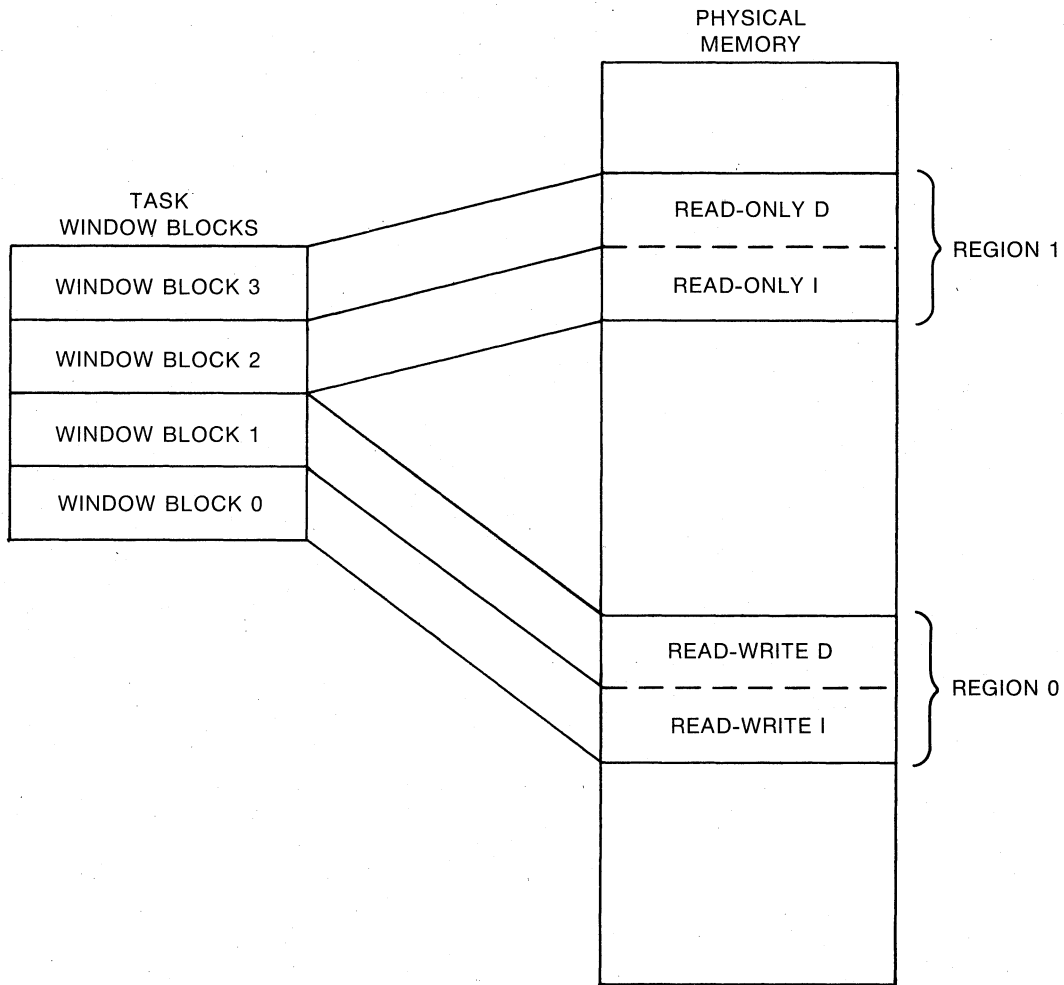 PHYSICAL
MEMORY
TASK
WINDOW BLOCKS
WINDOW BLOCK 3
WINDOW BLOCK 2
WINDOW BLOCK 1
WINDOW BLOCK 0
READ-ONLY D
READ-ONLY I
REGION 1
READ-WRITE D
READ-WRITE I
REGION 0